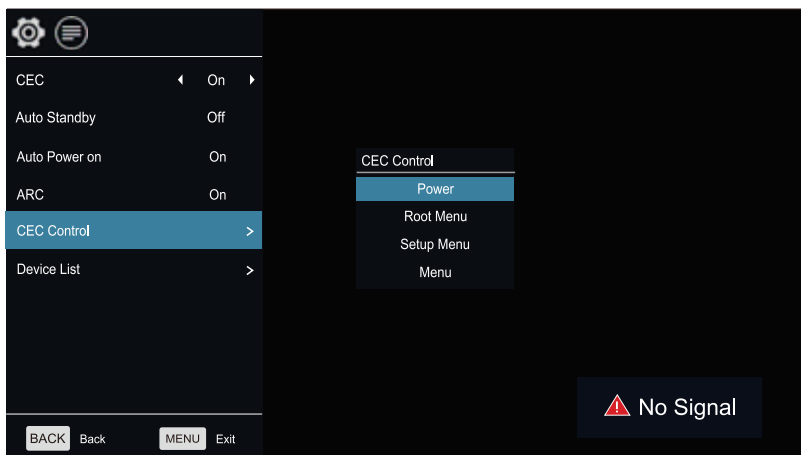 CEC On
Auto Standby Off
Auto Power on On
ARC On
CEC Control >
Device List >
BACK Back MENU Exit
CEC Control
Power
Root Menu
Setup Menu
Menu
No Signal